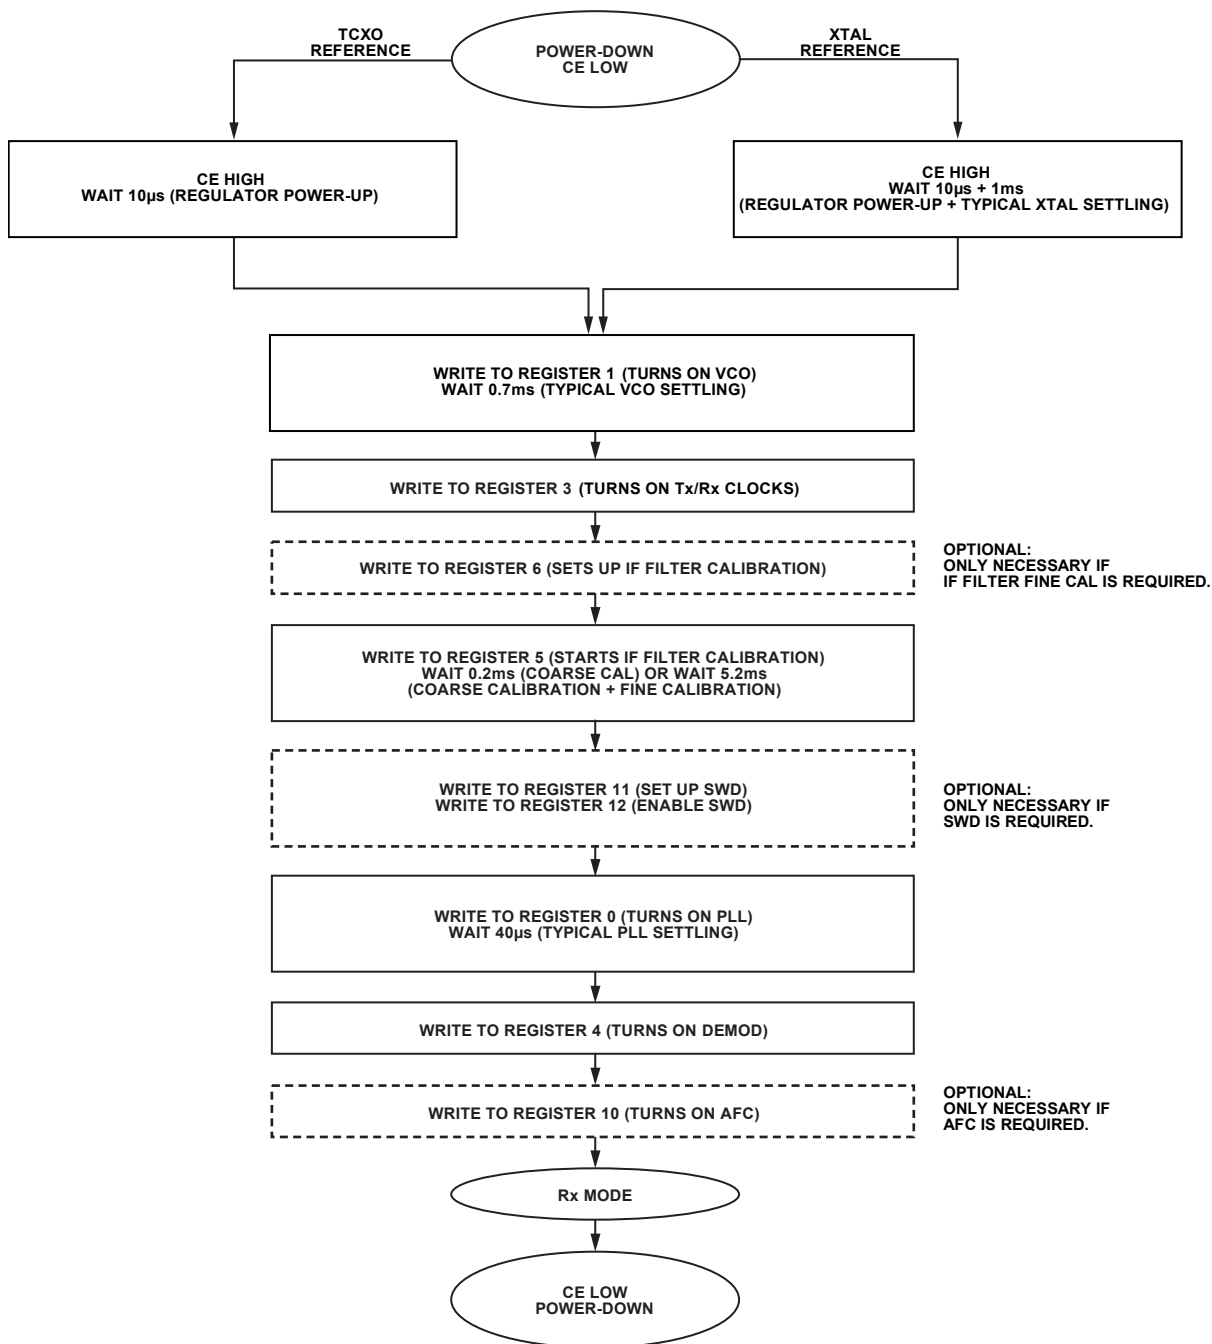 TCXO
REFERENCE
POWER-DOWN
CE LOW
XTAL
REFERENCE
CE HIGH
WAIT 10µs (REGULATOR POWER-UP)
CE HIGH
WAIT 10µs + 1ms
(REGULATOR POWER-UP + TYPICAL XTAL SETTLING)
WRITE TO REGISTER 1 (TURNS ON VCO)
WAIT 0.7ms (TYPICAL VCO SETTLING)
WRITE TO REGISTER 3 (TURNS ON Tx/Rx CLOCKS)
WRITE TO REGISTER 6 (SETS UP IF FILTER CALIBRATION)
OPTIONAL:
ONLY NECESSARY IF
IF FILTER FINE CAL IS REQUIRED.
WRITE TO REGISTER 5 (STARTS IF FILTER CALIBRATION)
WAIT 0.2ms (COARSE CAL) OR WAIT 5.2ms
(COARSE CALIBRATION + FINE CALIBRATION)
WRITE TO REGISTER 11 (SET UP SWD)
WRITE TO REGISTER 12 (ENABLE SWD)
OPTIONAL:
ONLY NECESSARY IF
SWD IS REQUIRED.
WRITE TO REGISTER 0 (TURNS ON PLL)
WAIT 40µs (TYPICAL PLL SETTLING)
WRITE TO REGISTER 4 (TURNS ON DEMOD)
WRITE TO REGISTER 10 (TURNS ON AFC)
OPTIONAL:
ONLY NECESSARY IF
AFC IS REQUIRED.
Rx MODE
CE LOW
POWER-DOWN